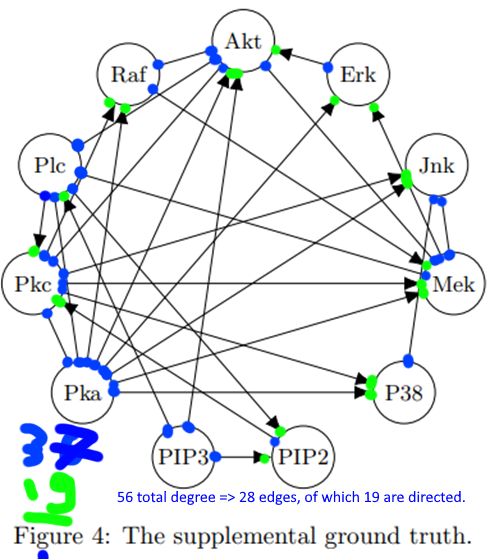 Akt
Raf
Erk
Plc
Jnk
Pkc
Mek
Pka
P38
PIP3
PIP2
37
19
56 total degree => 28 edges, of which 19 are directed.
Figure 4: The supplemental ground truth.